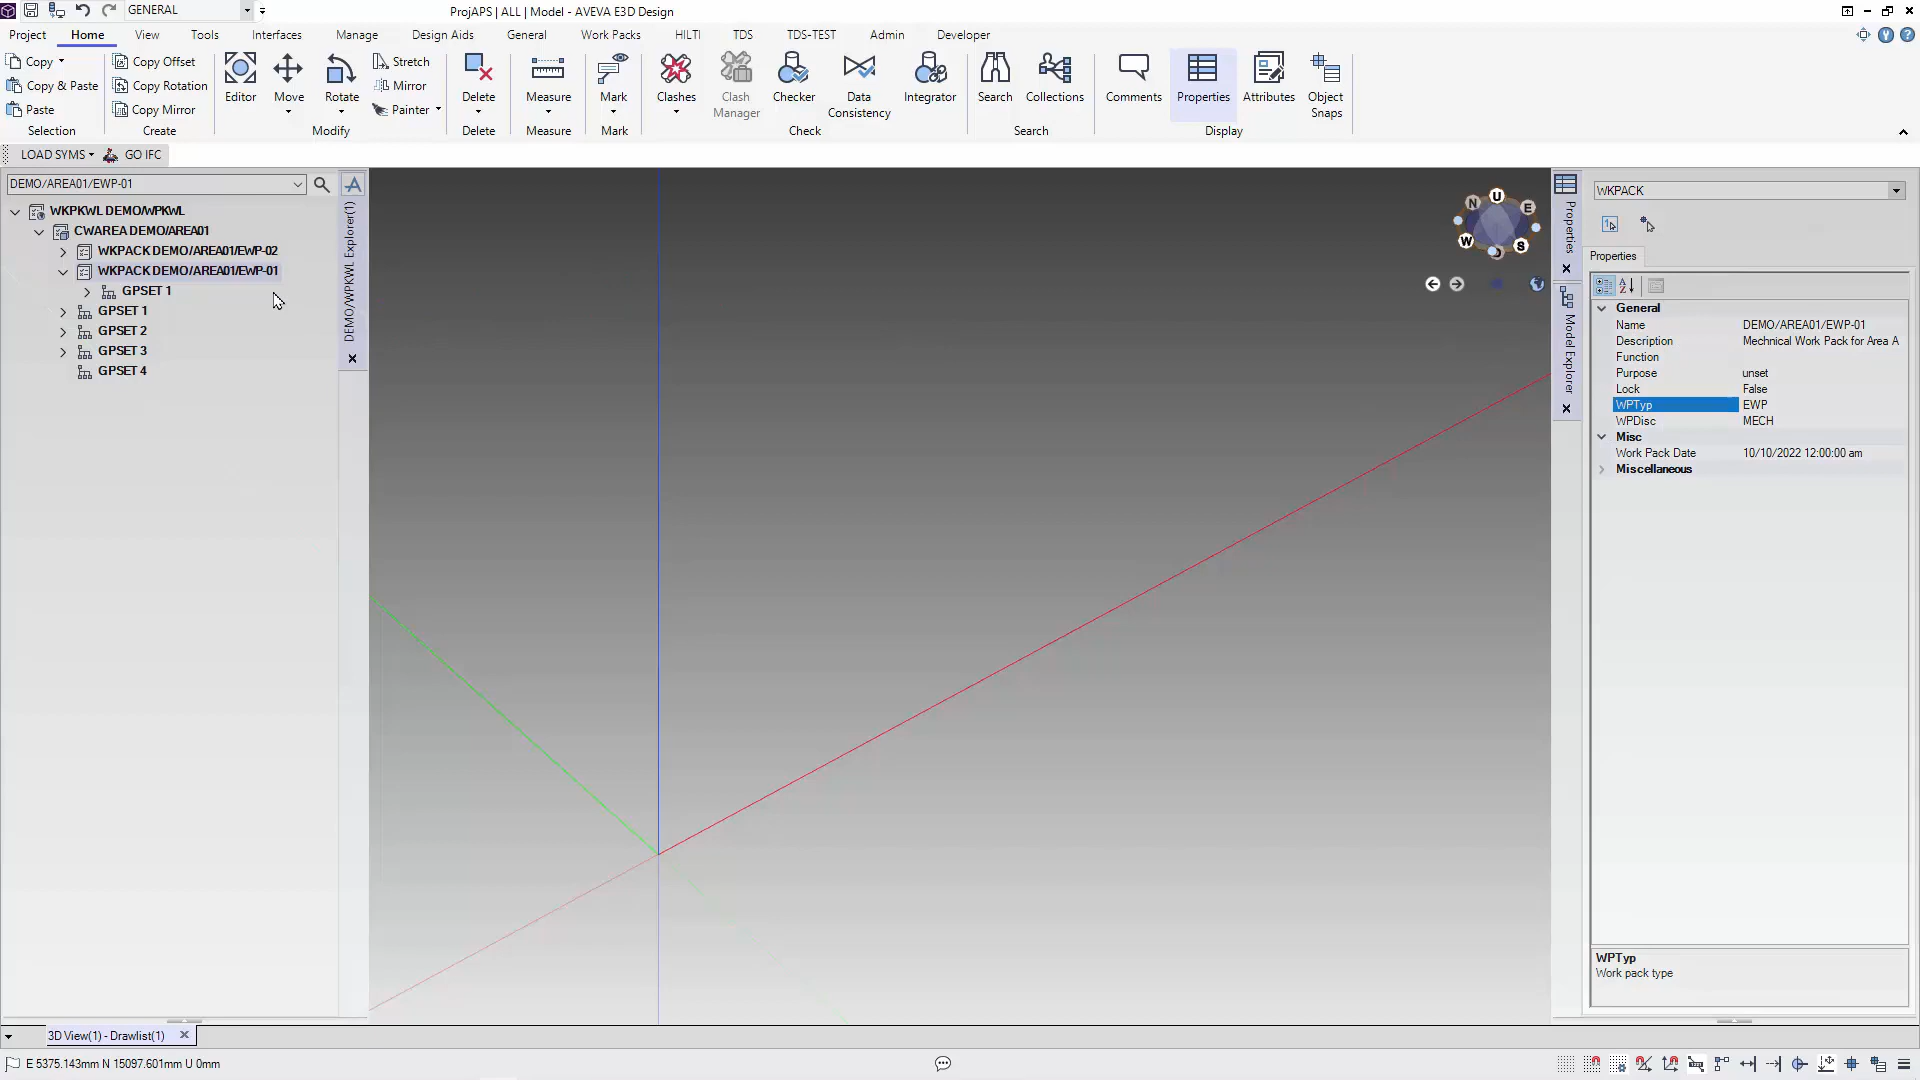 GENERAL
ProjAPS | ALL | Model - AVEVA E3D Design
Project
Home
View
Tools
Interfaces
Manage
Design Aids
General
Work Packs
HILTI
TDS
TDS-TEST
Admin
Developer
Copy
Copy & Paste
Paste
Selection
Copy Offset
Copy Rotation
Copy Mirror
Create
Editor
Move
Rotate
Stretch
Mirror
Painter
Modify
Delete
Delete
Measure
Measure
Mark
Mark
Clashes
Clash Manager
Checker
Data Consistency
Integrator
Check
Search
Collections
Search
Comments
Properties
Attributes
Object Snaps
Display
LOAD SYMS
GO IFC
DEMO/AREA01/EWP-01
WKPKWL DEMO/WPKWL
CWAREA DEMO/AREA01
WKPACK DEMO/AREA01/EWP-02
WKPACK DEMO/AREA01/EWP-01
GPSET 1
GPSET 1
GPSET 2
GPSET 3
GPSET 4
DEMO/WPKWL Explorer(1)
N
U
E
W
S
Properties
Model Explorer
WKPACK
Properties
General
Name DEMO/AREA01/EWP-01
Description Mechnical Work Pack for Area A
Function
Purpose unset
Lock False
WPTyp EWP
WPDisc MECH
Misc
Work Pack Date 10/10/2022 12:00:00 am
Miscellaneous
WPTyp
Work pack type
3D View(1) - Drawlist(1)
E 5375.143mm N 15097.601mm U 0mm